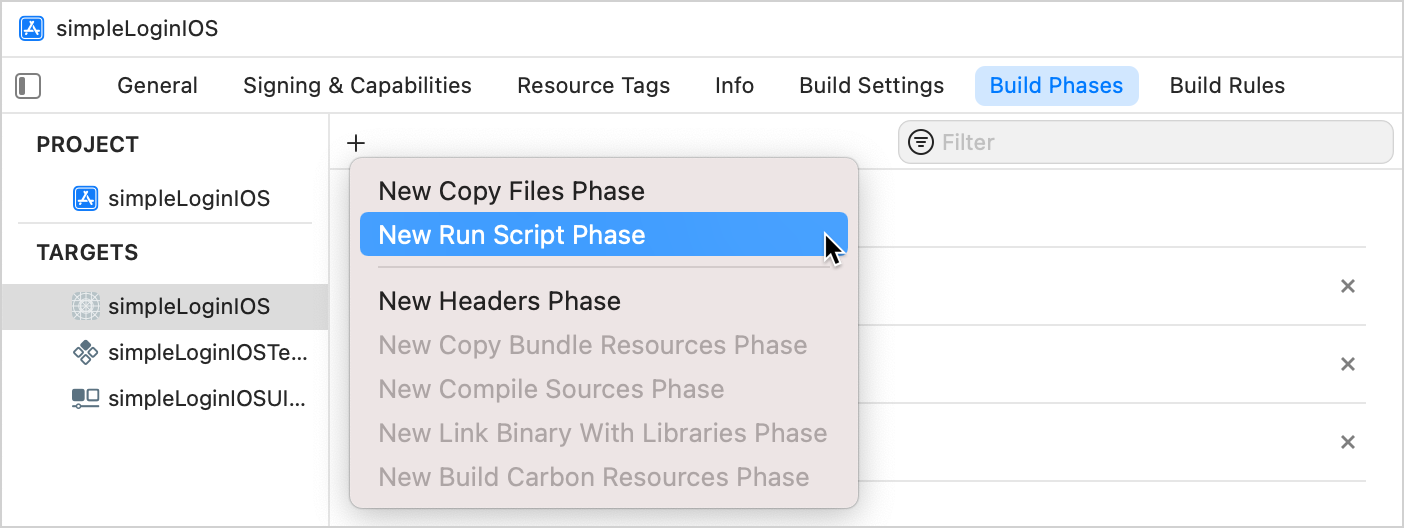 simpleLoginIOS
General Signing & Capabilities Resource Tags Info Build Settings Build Phases Build Rules
PROJECT
simpleLoginIOS
TARGETS
simpleLoginIOS
simpleLoginIOSTe...
simpleLoginIOSUI...
+
Filter
New Copy Files Phase
New Run Script Phase
New Headers Phase
New Copy Bundle Resources Phase
New Compile Sources Phase
New Link Binary With Libraries Phase
New Build Carbon Resources Phase